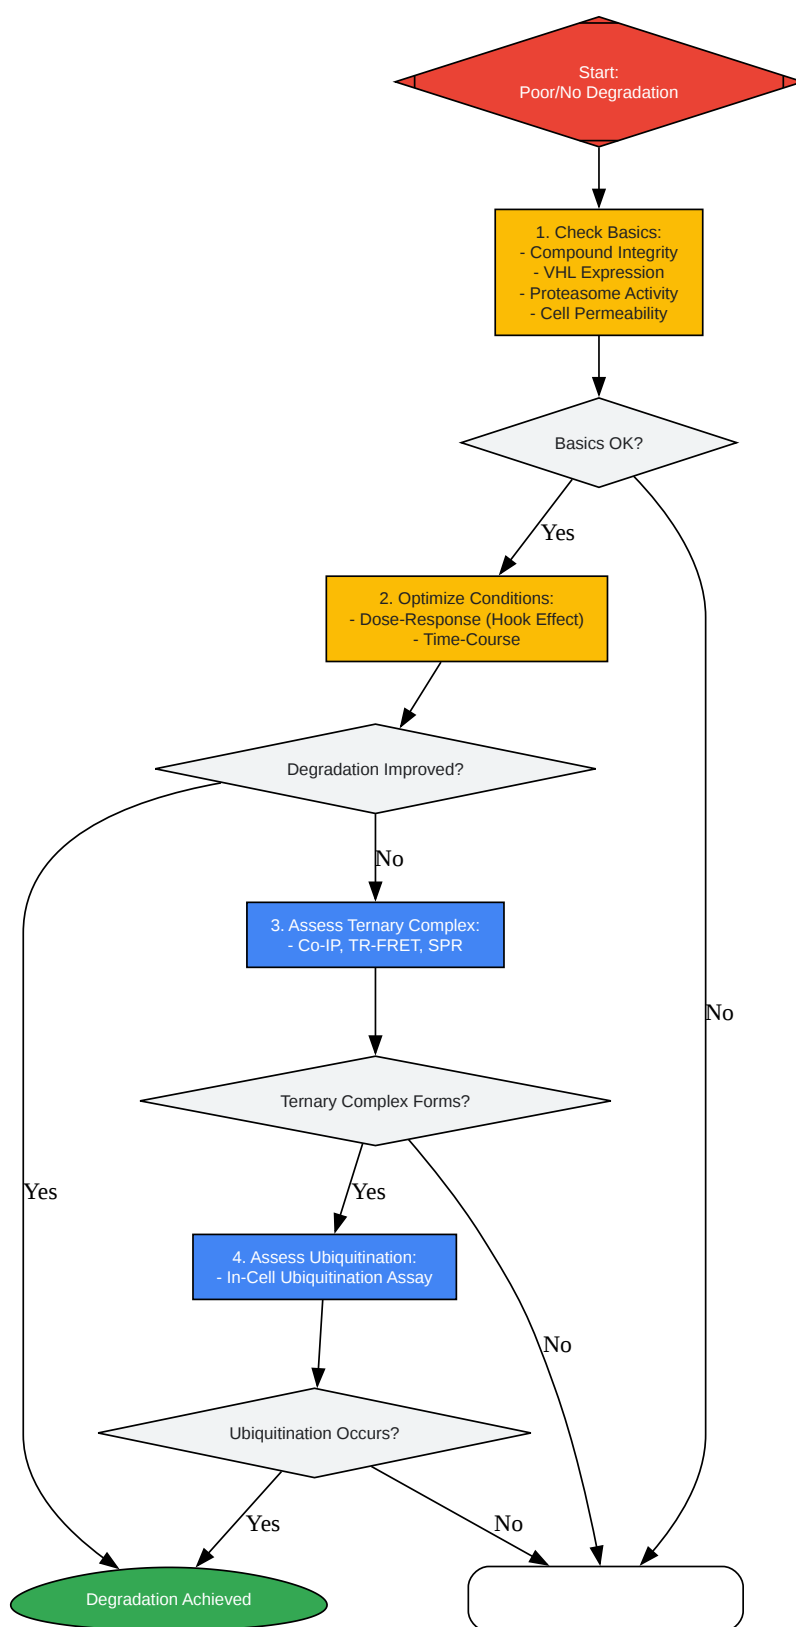 Start:
Poor/No Degradation
1. Check Basics:
- Compound Integrity
- VHL Expression
- Proteasome Activity
- Cell Permeability
Basics OK?
Yes
2. Optimize Conditions:
- Dose-Response (Hook Effect)
- Time-Course
Degradation Improved?
No
3. Assess Ternary Complex:
- Co-IP, TR-FRET, SPR
No
Ternary Complex Forms?
Yes
Yes
4. Assess Ubiquitination:
- In-Cell Ubiquitination Assay
No
Ubiquitination Occurs?
Yes
No
Degradation Achieved